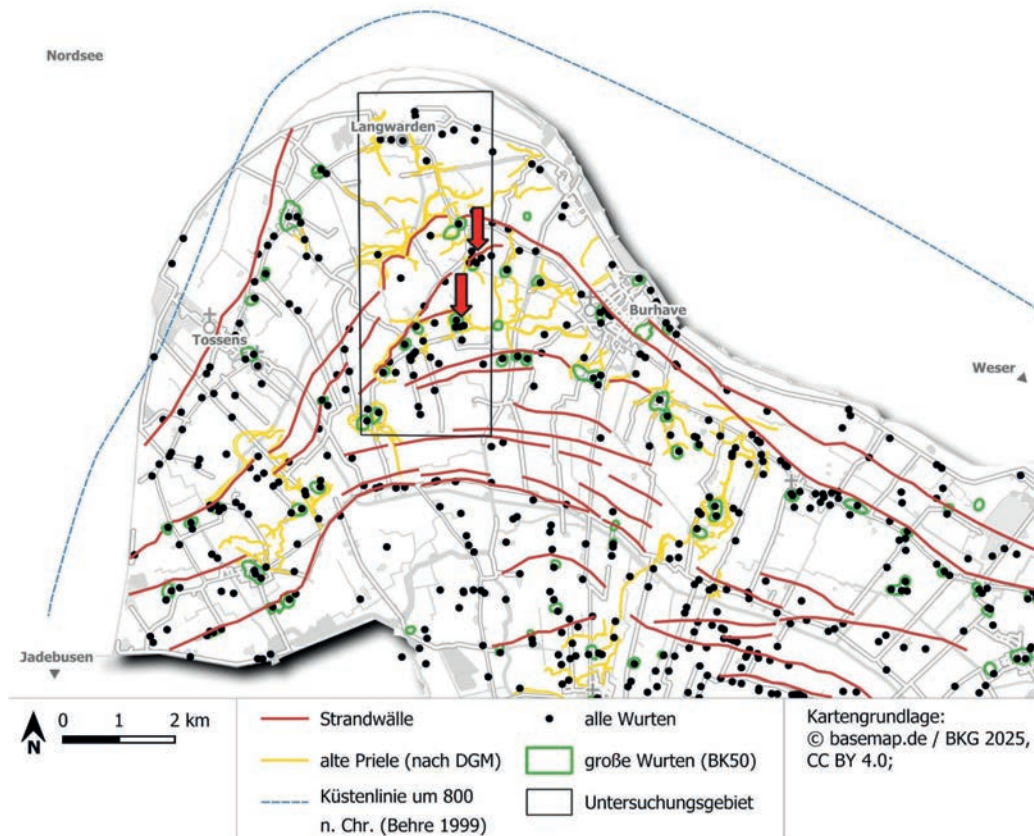 Nordsee
Langwarden
Burhave
Tossens
Weser
Jadebusen
N
0 1 2 km
Strandwälle
alte Priele (nach DGM)
Küstenlinie um 800
n. Chr. (Behre 1999)
alle Wurten
große Wurten (BK50)
Untersuchungsgebiet
Kartengrundlage:
© basemap.de / BKG 2025,
CC BY 4.0;